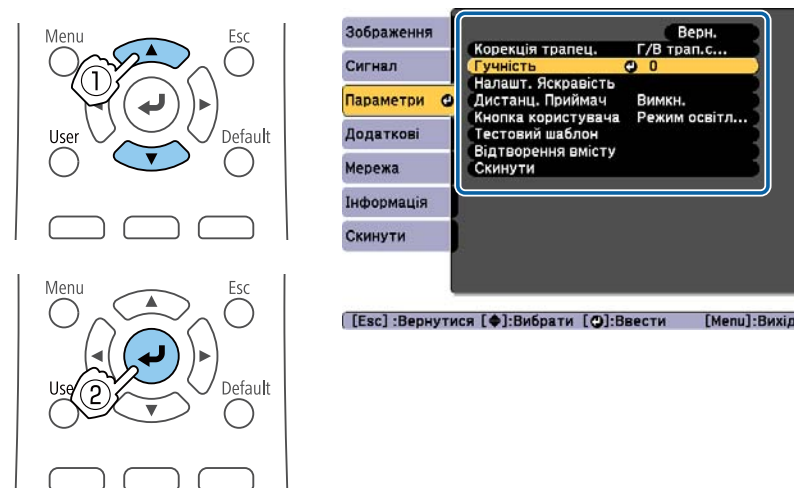 Menu
Esc
1
User
Default
Menu
Esc
User
2
Default
Зображення
Сигнал
Параметри
Додаткові
Мережа
Інформація
Скинути
Верн.
Корекція трапец. Г/В трап.с...
Гучність 0
Налашт. Яскравість
Дистанц. Приймач Вимкн.
Кнопка користувача Режим освітл...
Тестовий шаблон
Відтворення вмісту
Скинути
[Esc] :Вернутися [◆]:Вибрати [⏎]:Ввести [Menu]:Вихід